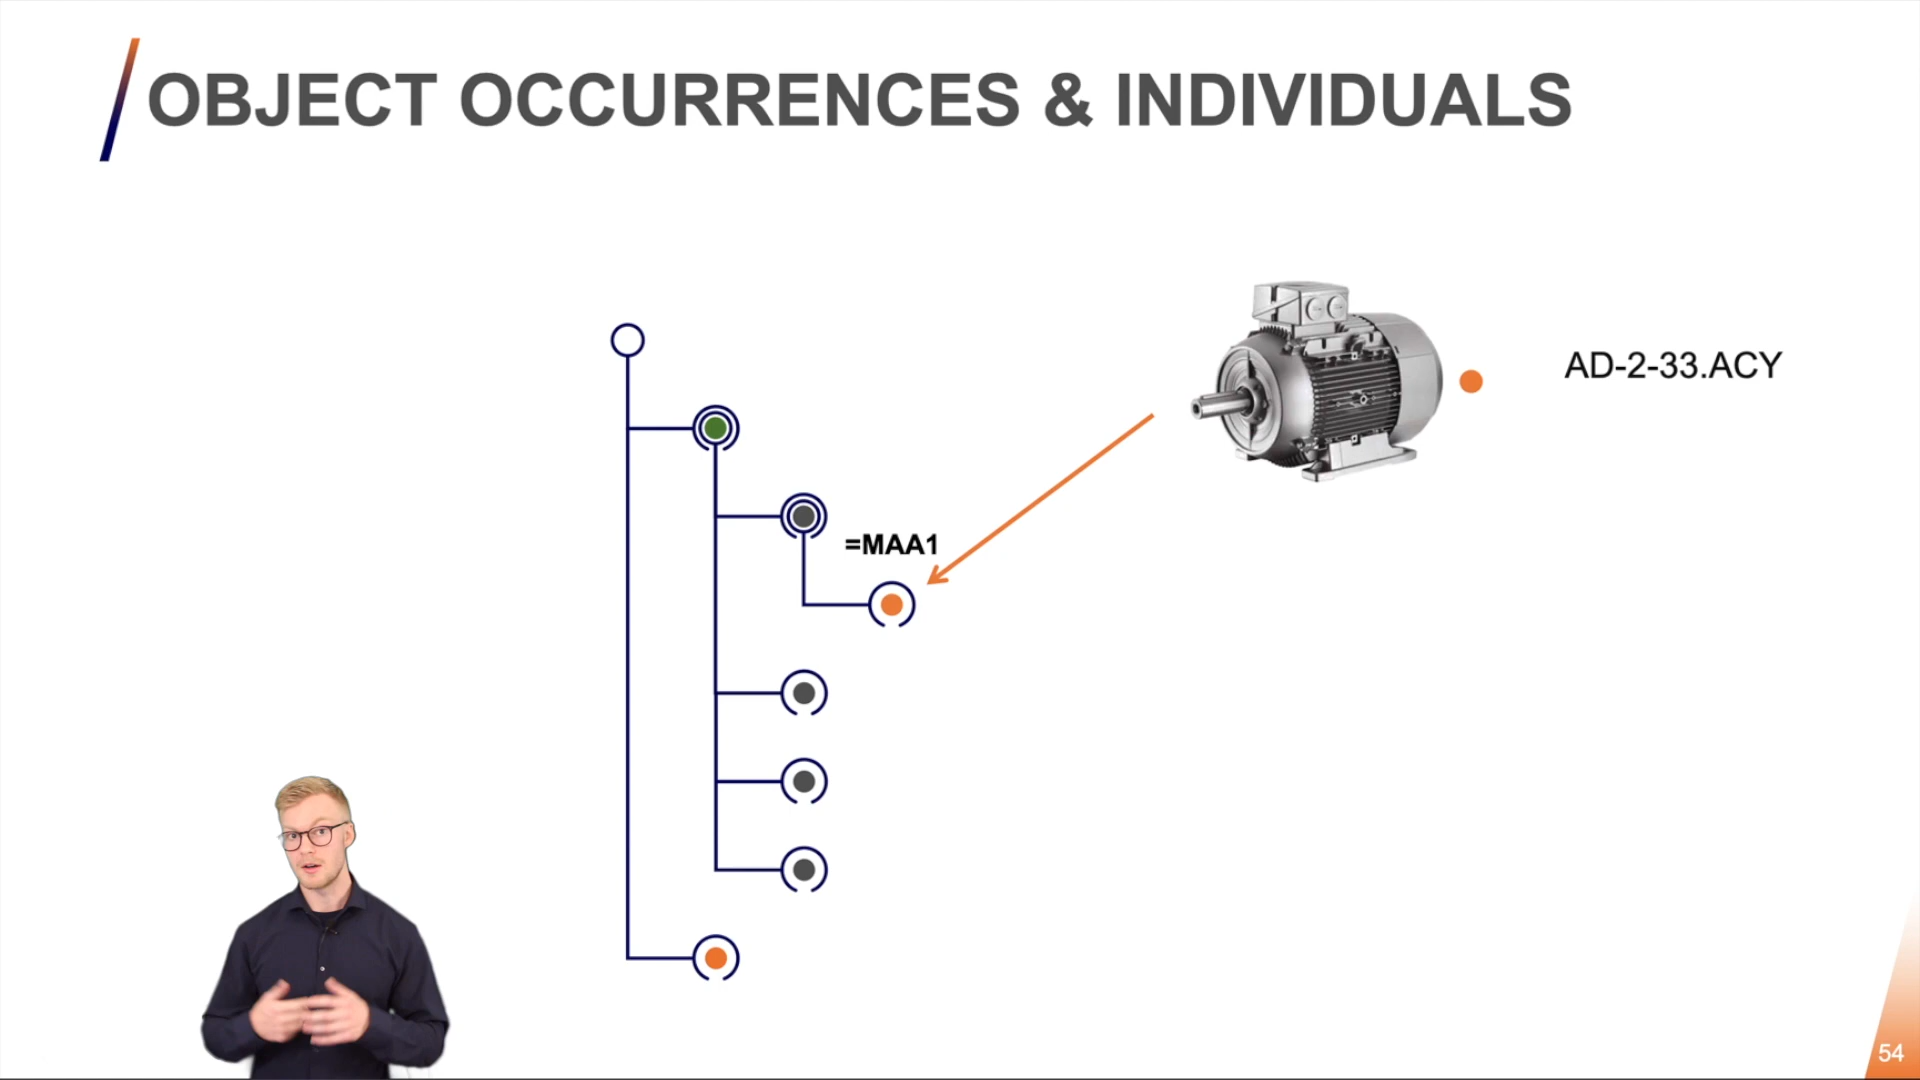 OBJECT OCCURRENCES & INDIVIDUALS
AD-2-33.ACY
=MAA1
54